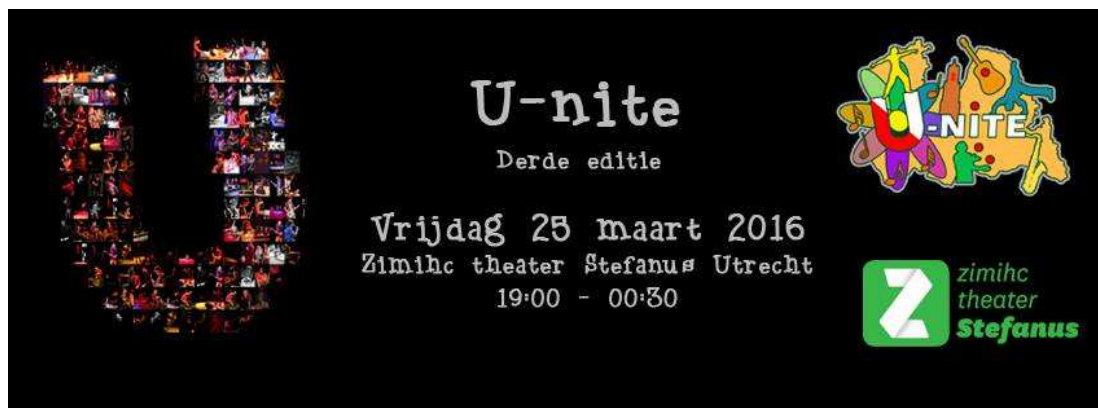 U
U-nite
Derde editie
Vrijdag 25 maart 2016
Zimihc theater Stefanus Utrecht
19:00 - 00:30
U-NITE
Z
zimihc
theater
Stefanus